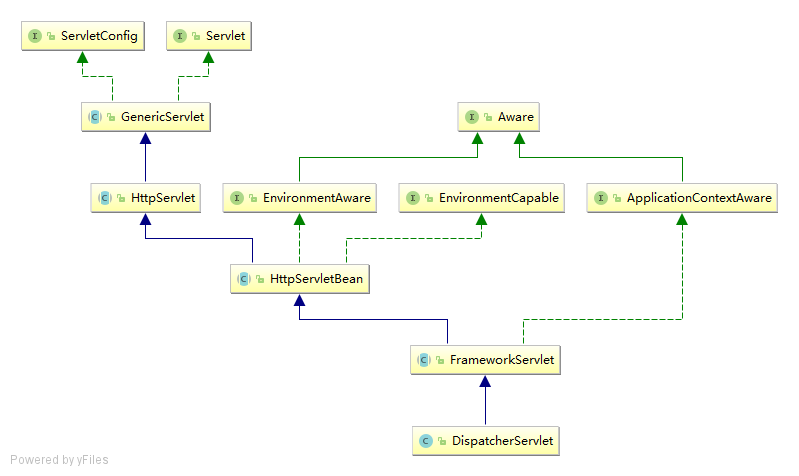 I ServletConfig
I Servlet
C GenericServlet
I Aware
C HttpServlet
I EnvironmentAware
I EnvironmentCapable
I ApplicationContextAware
C HttpServletBean
C FrameworkServlet
C DispatcherServlet
Powered by yFiles